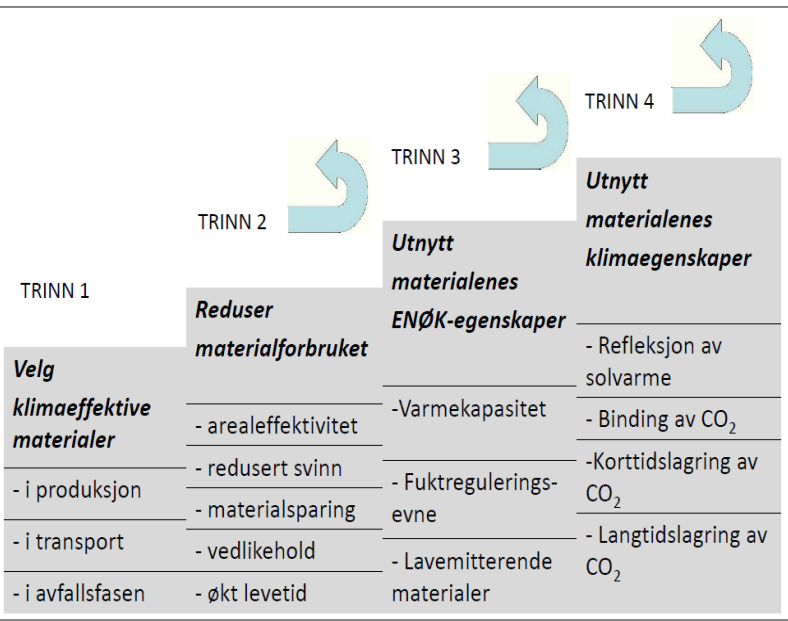 TRINN 1
Velg
klimaeffektive
materialer
- i produksjon
- i transport
- i avfallsfasen
TRINN 2
Reduser
materialforbruket
- arealeffektivitet
- redusert svinn
- materialsparing
- vedlikehold
- økt levetid
TRINN 3
Utnytt
materialenes
ENØK-egenskaper
-Varmekapasitet
- Fuktregulerings-
evne
- Lavemitterende
materialer
TRINN 4
Utnytt
materialenes
klimaegenskaper
- Refleksjon av
solvarme
- Binding av CO₂
-Korttidslagring av
CO₂
- Langtidslagring av
CO₂